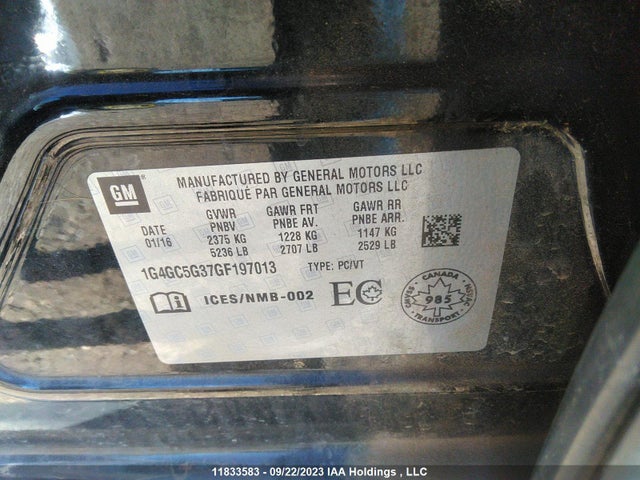 GM
MANUFACTURED BY GENERAL MOTORS LLC
FABRIQUÉ PAR GENERAL MOTORS LLC
DATE GVWR GAWR FRT GAWR RR
01/16 PNBV PNBE AV. PNBE ARR.
2375 KG 1228 KG 1147 KG
5236 LB 2707 LB 2529 LB
1G4GC5G37GF197013 TYPE: PC/VT
ICES/NMB-002 EC
CANADA
985
TRANSPORT
11833583 - 09/22/2023 IAA Holdings , LLC